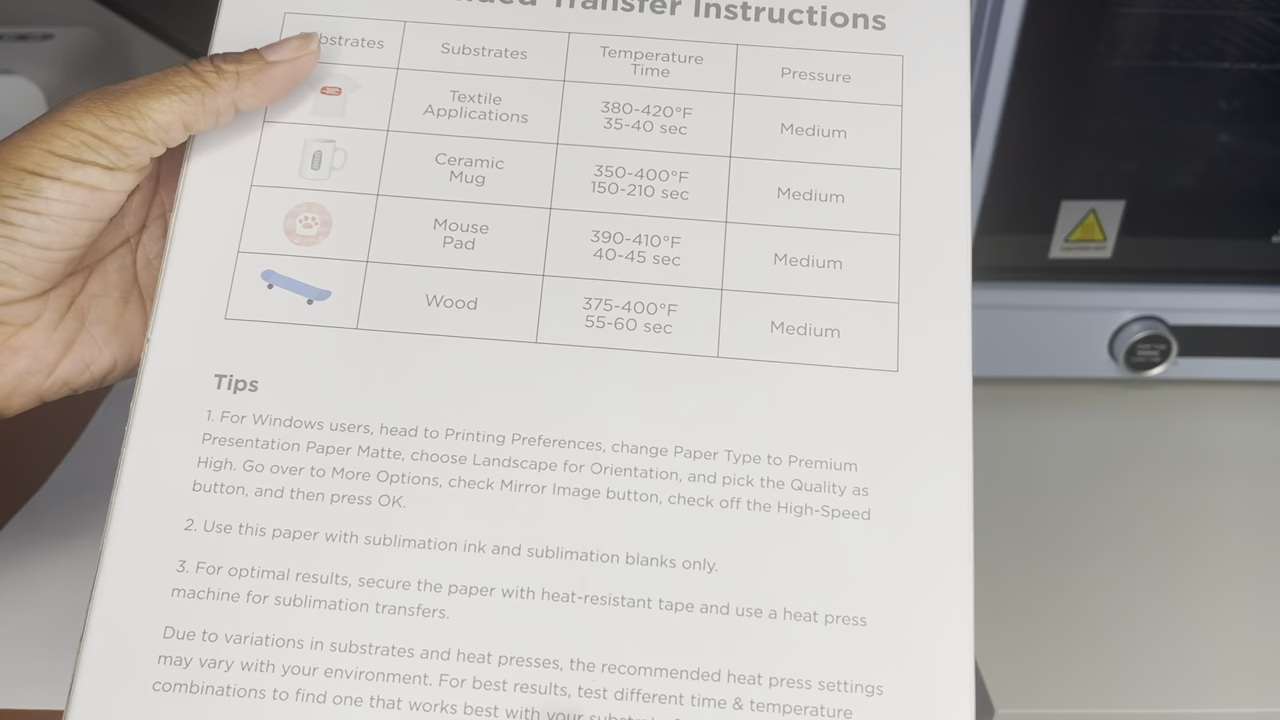 Transfer Instructions
Substrates
Temperature
Time
Pressure
Textile
Applications
380-420°F
35-40 sec
Medium
Ceramic
Mug
350-400°F
150-210 sec
Medium
Mouse
Pad
390-410°F
40-45 sec
Medium
Wood
375-400°F
55-60 sec
Medium
Tips
1. For Windows users, head to Printing Preferences, change Paper Type to Premium
Presentation Paper Matte, choose Landscape for Orientation, and pick the Quality as
High. Go over to More Options, check Mirror Image button, check off the High-Speed
button, and then press OK.
2. Use this paper with sublimation ink and sublimation blanks only.
3. For optimal results, secure the paper with heat-resistant tape and use a heat press
machine for sublimation transfers.
Due to variations in substrates and heat presses, the recommended heat press settings
may vary with your environment. For best results, test different time & temperature
combinations to find one that works best with your